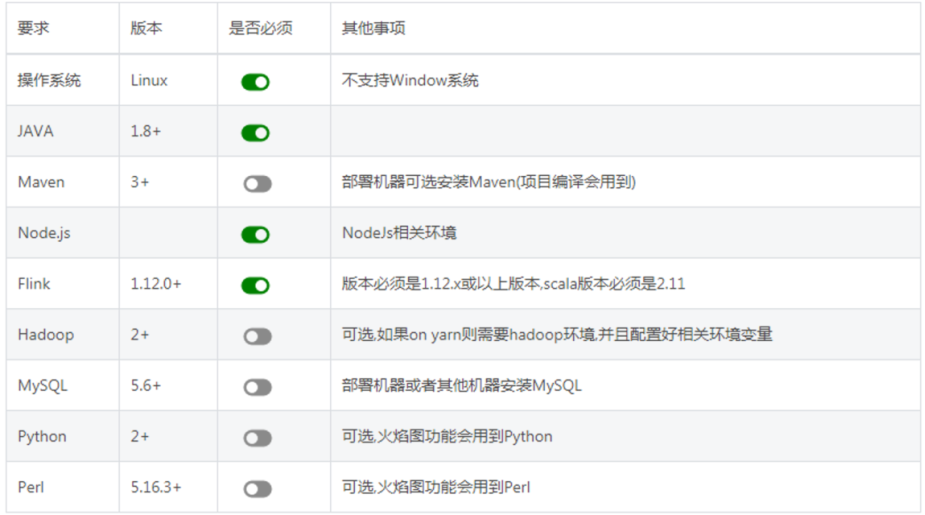 要求 版本 是否必须 其他事项
操作系统 Linux 不支持Window系统
JAVA 1.8+
Maven 3+ 部署机器可选安装Maven(项目编译会用到)
Node.js NodeJs相关环境
Flink 1.12.0+ 版本必须是1.12.x或以上版本,scala版本必须是2.11
Hadoop 2+ 可选,如果on yarn则需要hadoop环境,并且配置好相关环境变量
MySQL 5.6+ 部署机器或者其他机器安装MySQL
Python 2+ 可选,火焰图功能会用到Python
Perl 5.16.3+ 可选,火焰图功能会用到Perl